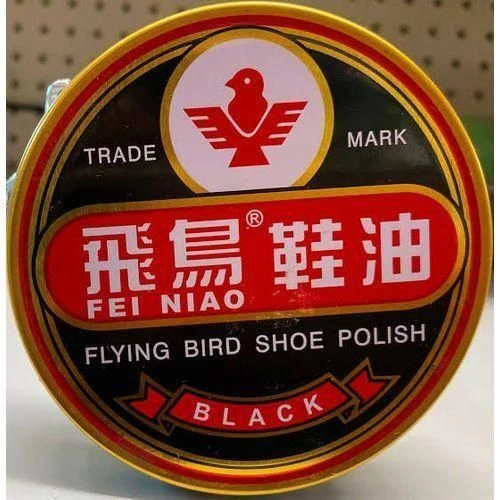 TRADE MARK
飛鳥® 鞋油
FEI NIAO
FLYING BIRD SHOE POLISH
BLACK